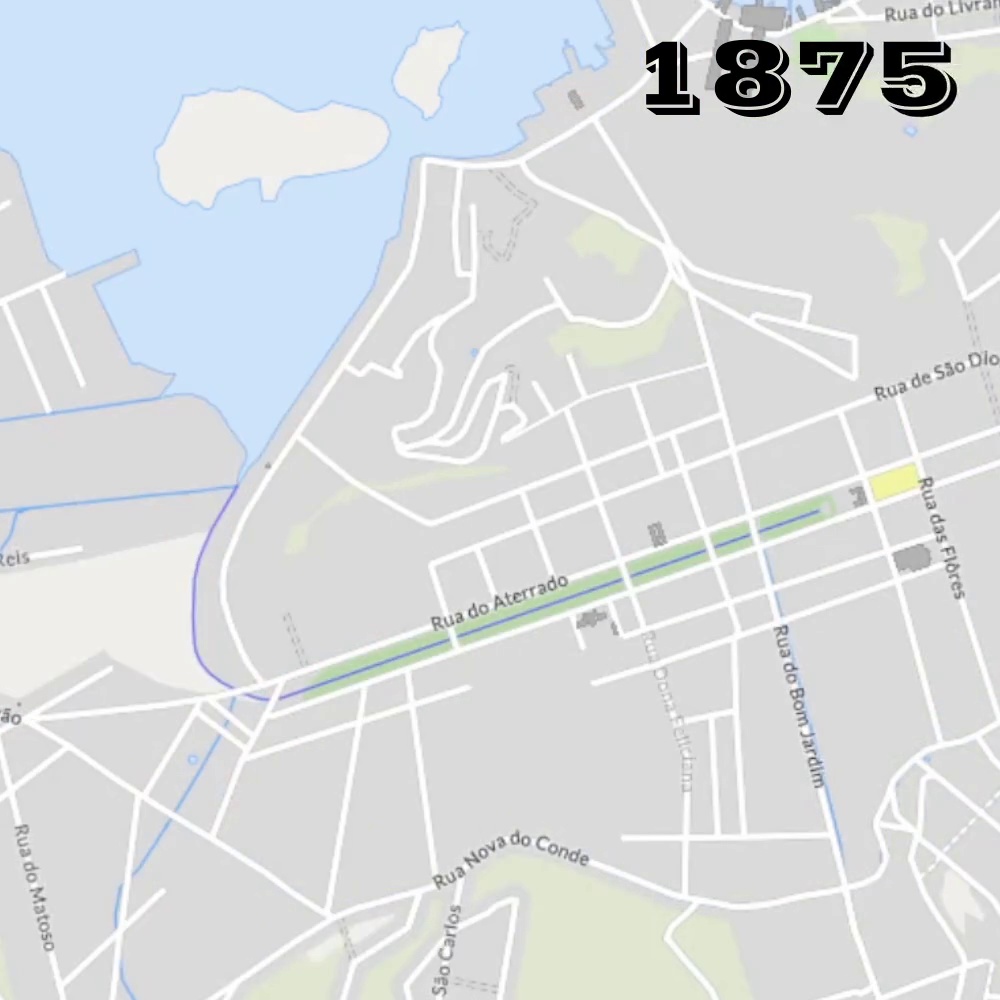 Rua do Livran
1875
Rua de São Dio
Rua das Flôres
Reis
Rua do Aterrado
Rua do Bom Jardim
Rua Dona Feliciana
ão
Rua do Matoso
Rua Nova do Conde
São Carlos